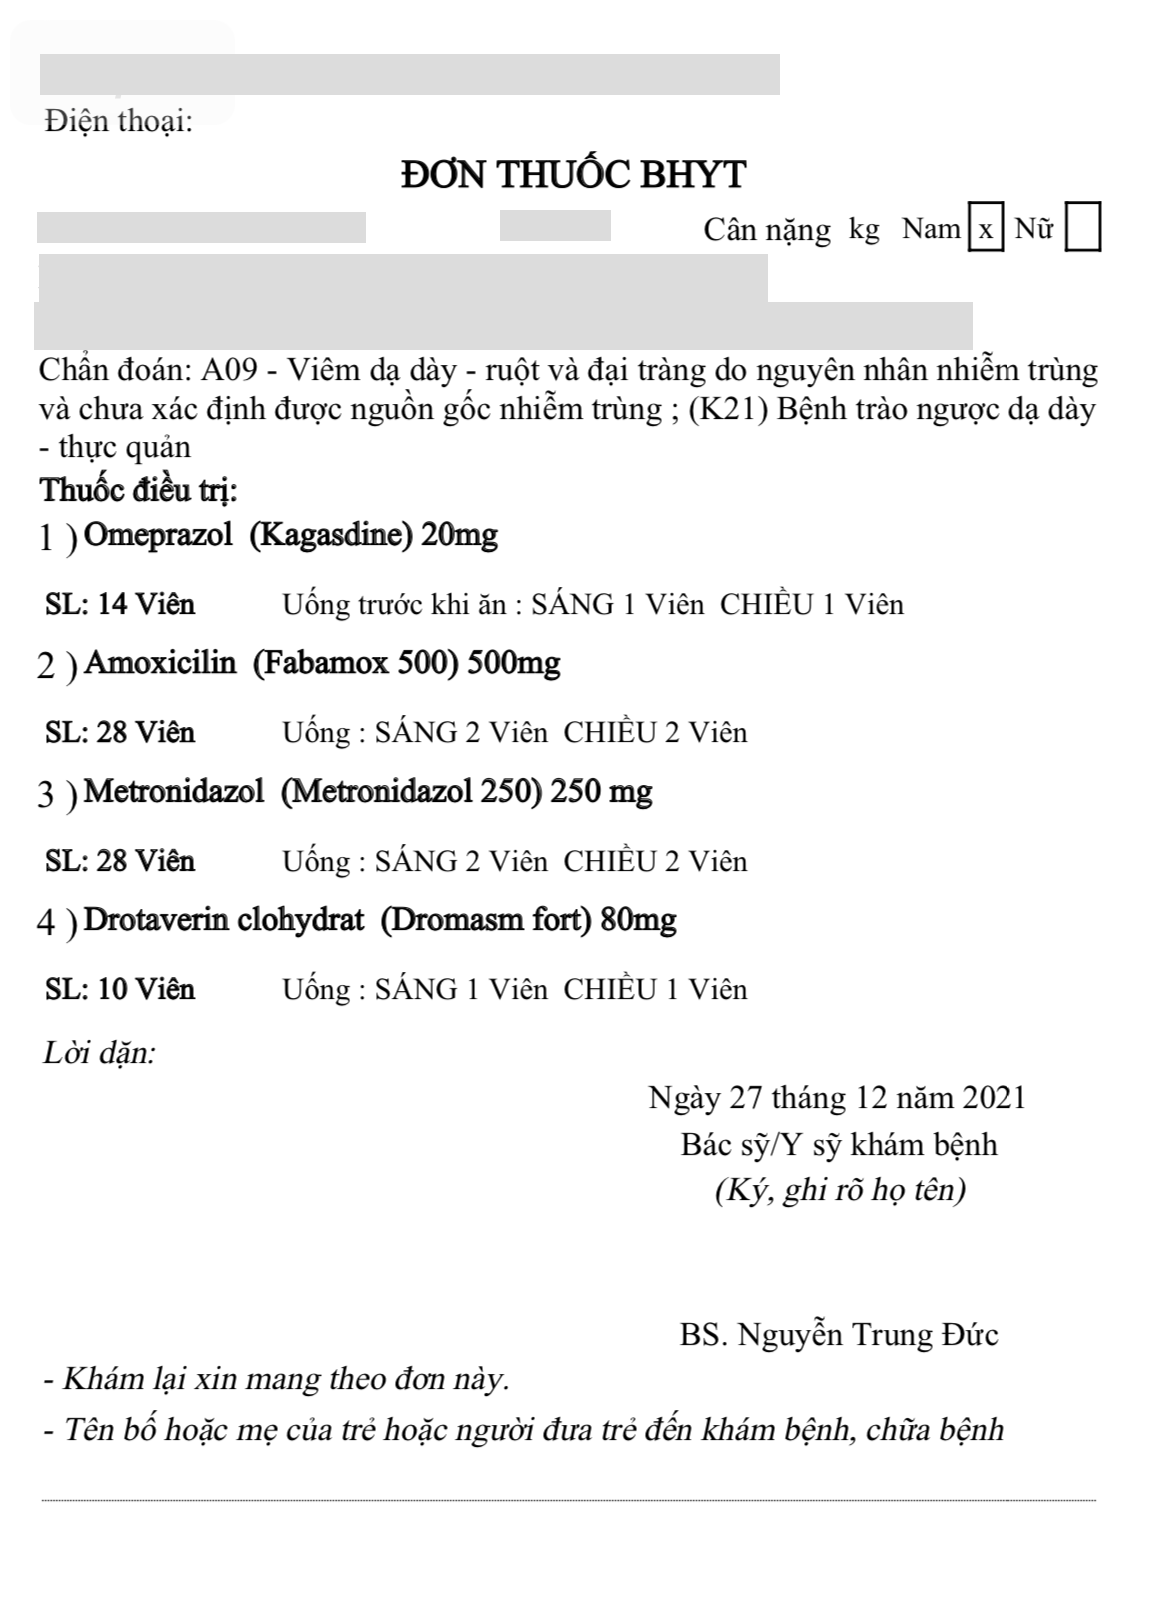 Điện thoại:
ĐƠN THUỐC BHYT
Cân nặng kg Nam x Nữ
Chẩn đoán: A09 - Viêm dạ dày - ruột và đại tràng do nguyên nhân nhiễm trùng
và chưa xác định được nguồn gốc nhiễm trùng ; (K21) Bệnh trào ngược dạ dày
- thực quản
Thuốc điều trị:
1 ) Omeprazol (Kagasdine) 20mg
SL: 14 Viên Uống trước khi ăn : SÁNG 1 Viên CHIỀU 1 Viên
2 ) Amoxicilin (Fabamox 500) 500mg
SL: 28 Viên Uống : SÁNG 2 Viên CHIỀU 2 Viên
3 ) Metronidazol (Metronidazol 250) 250 mg
SL: 28 Viên Uống : SÁNG 2 Viên CHIỀU 2 Viên
4 ) Drotaverin clohydrat (Dromasm fort) 80mg
SL: 10 Viên Uống : SÁNG 1 Viên CHIỀU 1 Viên
Lời dặn:
Ngày 27 tháng 12 năm 2021
Bác sỹ/Y sỹ khám bệnh
(Ký, ghi rõ họ tên)
BS. Nguyễn Trung Đức
- Khám lại xin mang theo đơn này.
- Tên bố hoặc mẹ của trẻ hoặc người đưa trẻ đến khám bệnh, chữa bệnh